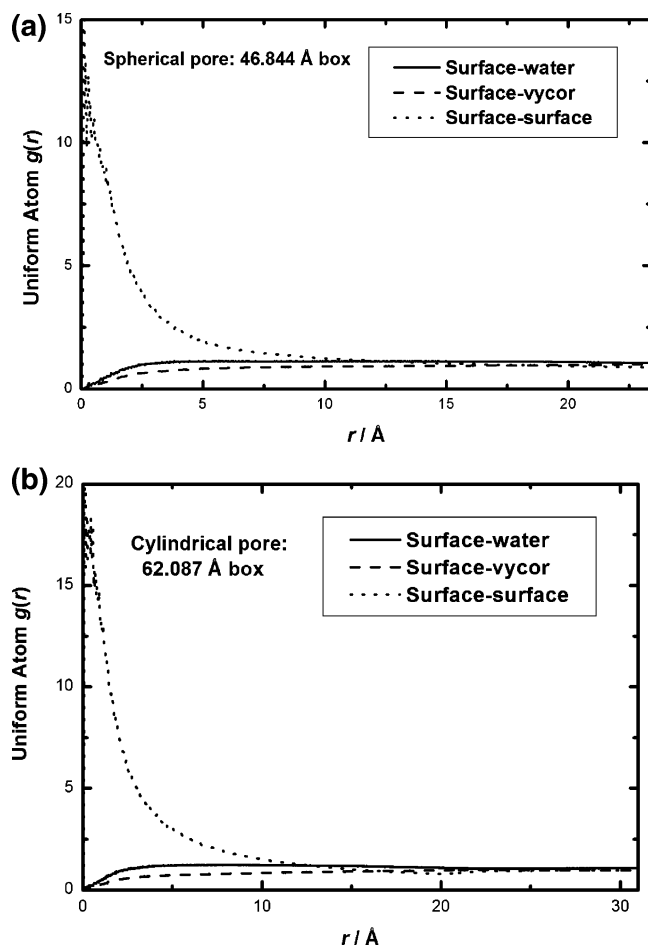 (a)
15
10
5
0
Uniform Atom g(r)
Spherical pore: 46.844 Å box
Surface-water
Surface-vycor
Surface-surface
0 5 10 15 20
r / Å
(b)
20
15
10
5
0
Uniform Atom g(r)
Cylindrical pore:
62.087 Å box
Surface-water
Surface-vycor
Surface-surface
0 10 20 30
r / Å